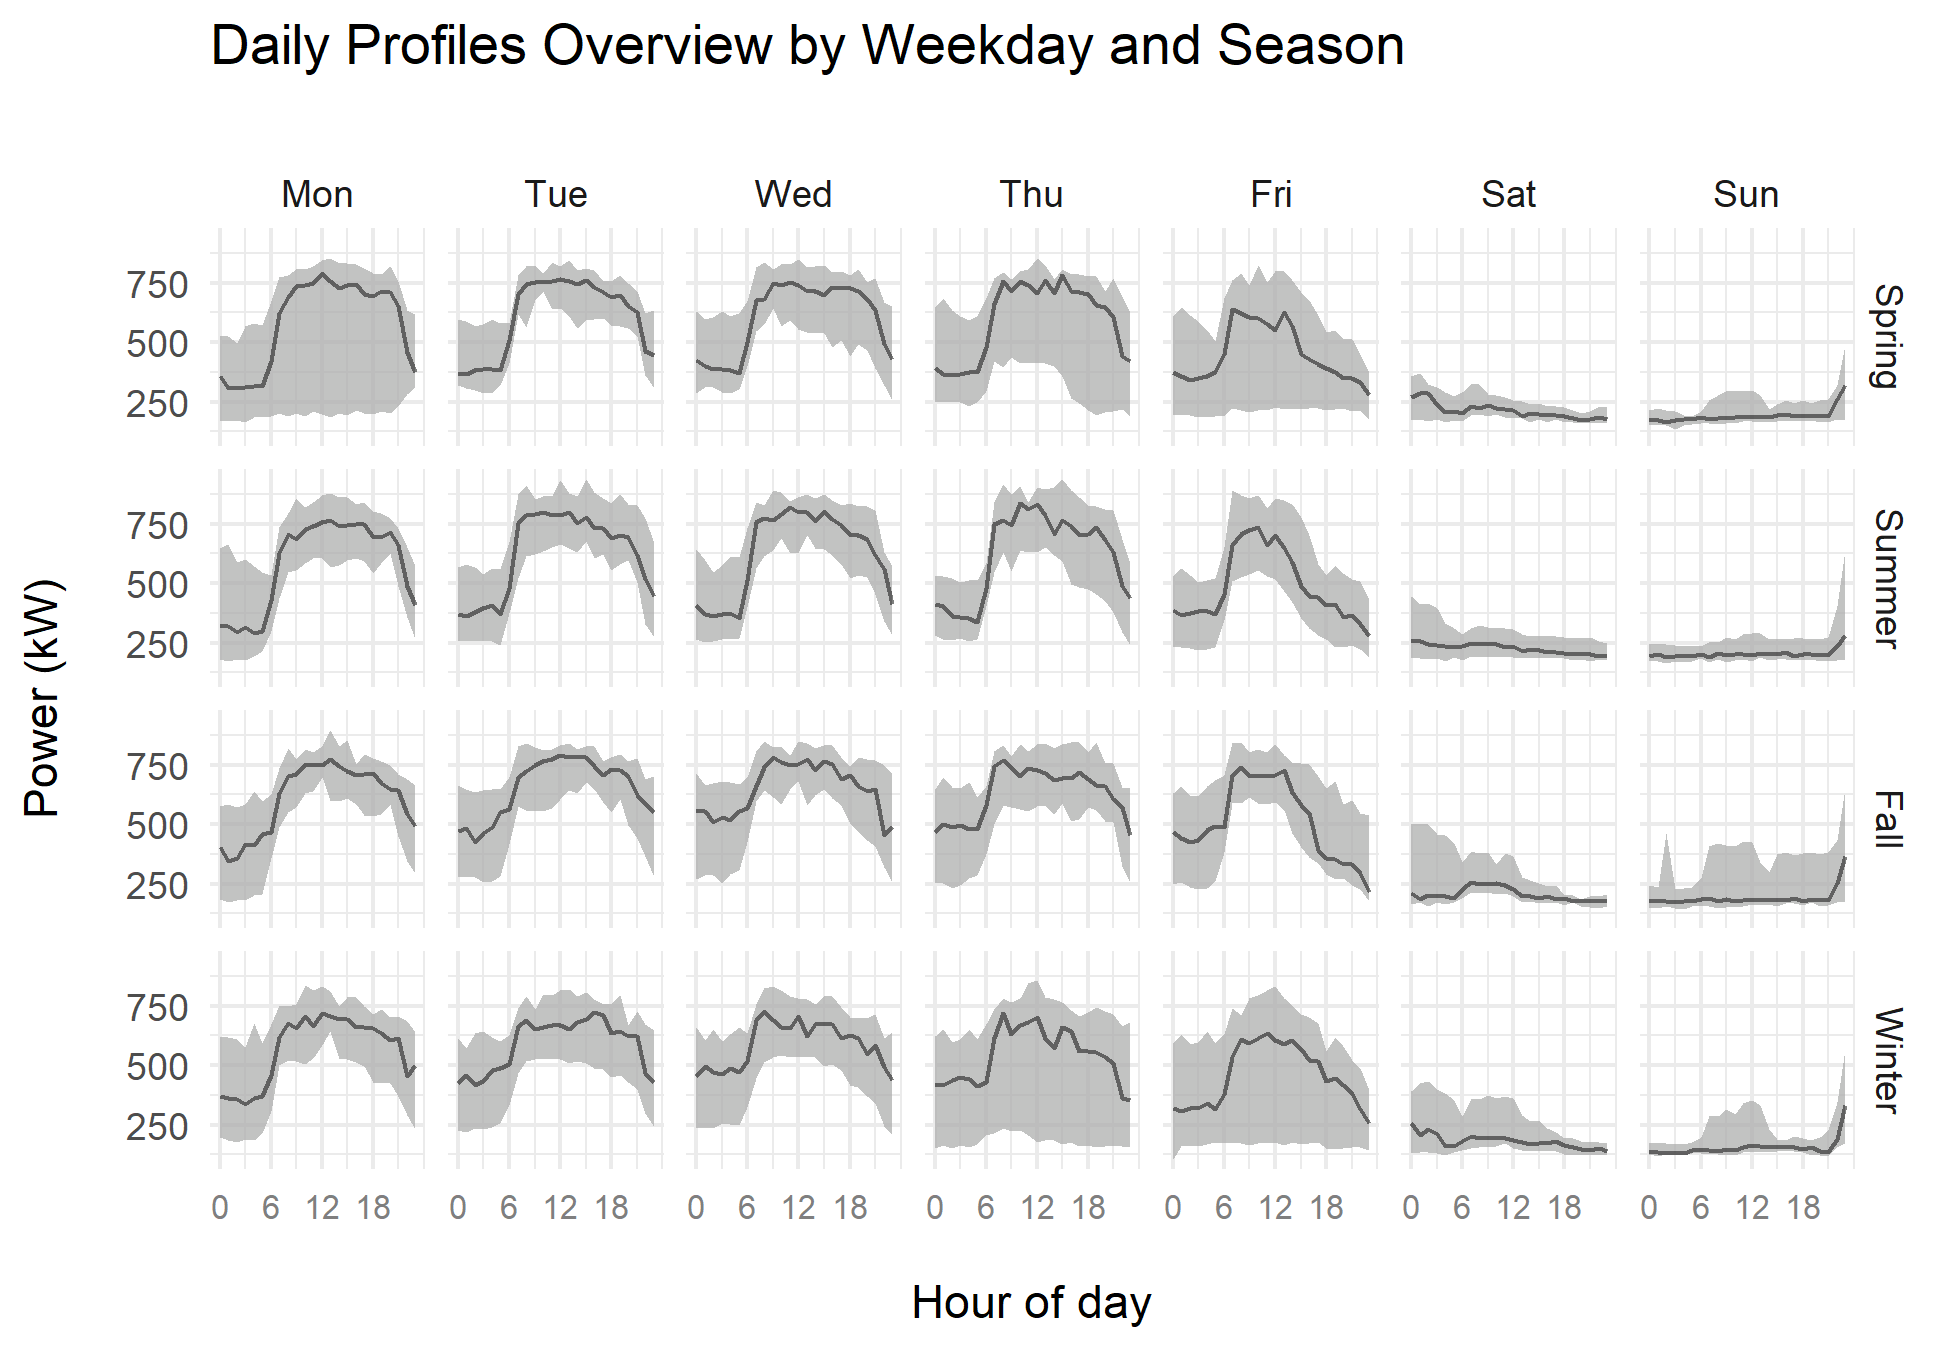 Daily Profiles Overview by Weekday and Season
Mon Tue Wed Thu Fri Sat Sun
Power (kW)
750
500
250
Spring
750
500
250
Summer
750
500
250
Fall
750
500
250
Winter
0 6 12 18 0 6 12 18 0 6 12 18 0 6 12 18 0 6 12 18 0 6 12 18 0 6 12 18
Hour of day